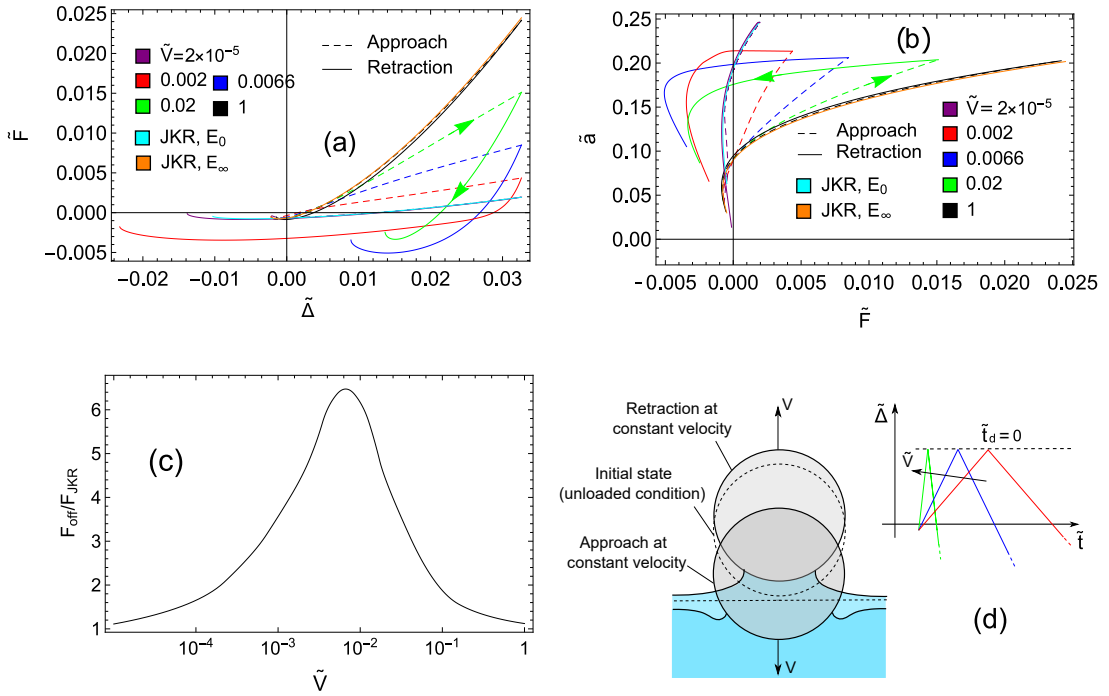 0.025
0.020
0.015
0.010
0.005
0.000
−0.005
F̃
Ṽ=2×10⁻⁵
0.002
0.0066
0.02
1
JKR, E₀
JKR, E∞
Approach
Retraction
(a)
−0.02 −0.01 0.00 0.01 0.02 0.03
Δ̃
0.25
0.20
0.15
0.10
0.05
0.00
ã
(b)
Approach
Retraction
JKR, E₀
JKR, E∞
Ṽ= 2×10⁻⁵
0.002
0.0066
0.02
1
−0.005 0.000 0.005 0.010 0.015 0.020 0.025
F̃
6
5
4
3
2
1
F_off/F_JKR
(c)
10⁻⁴ 10⁻³ 10⁻² 10⁻¹ 1
Ṽ
V
Retraction at
constant velocity
Initial state
(unloaded condition)
Approach at
constant velocity
V
Δ̃
t̃_d = 0
Ṽ
t̃
(d)